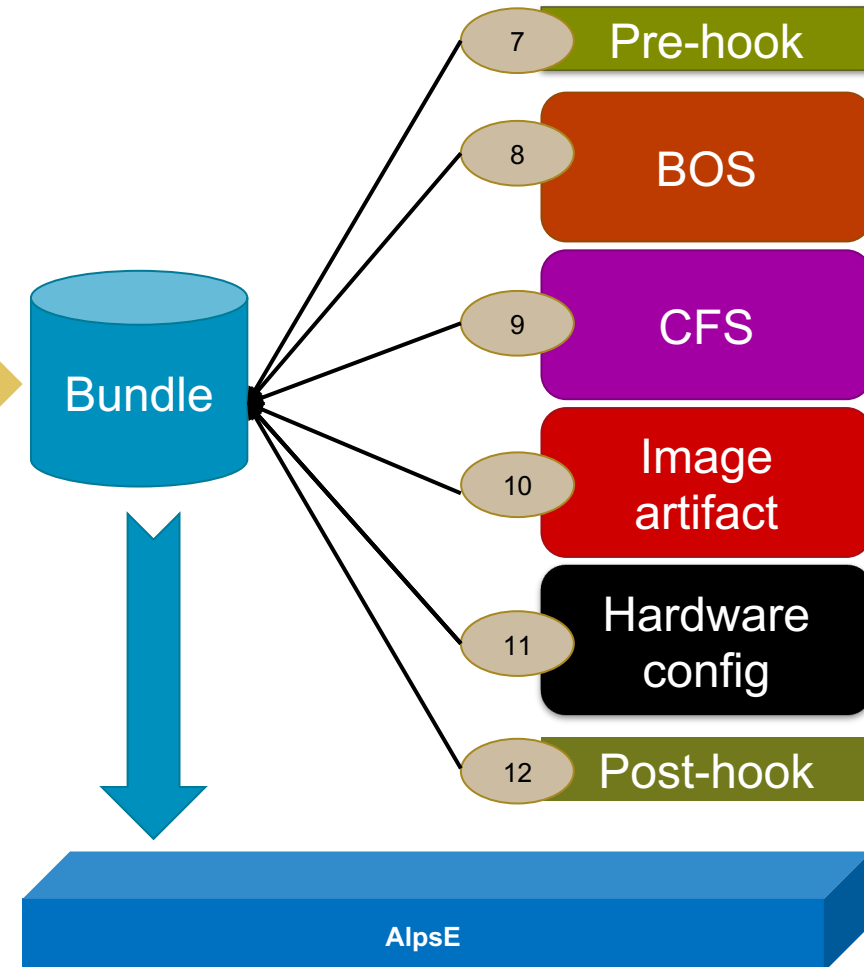 7
Pre-hook
8
BOS
9
CFS
Bundle
10
Image
artifact
11
Hardware
config
12
Post-hook
AlpsE